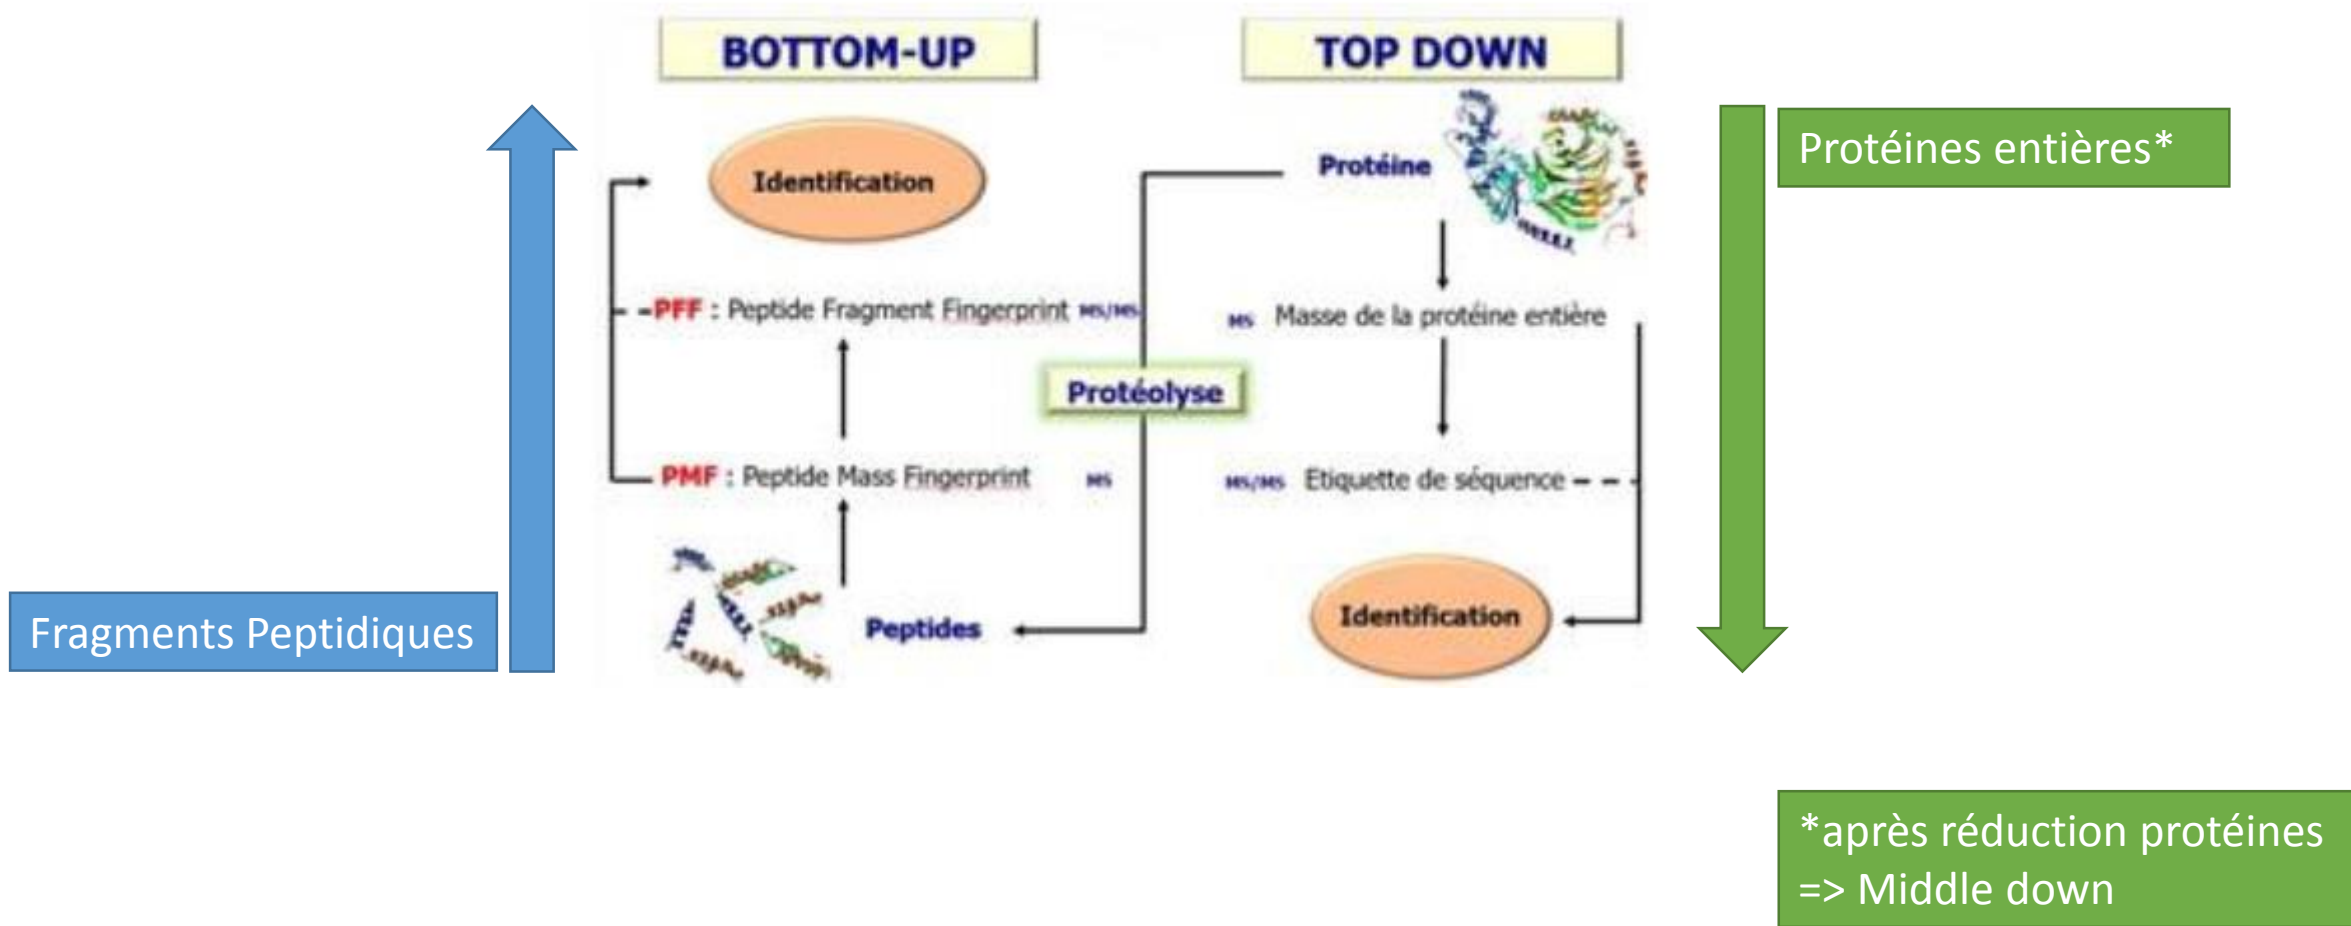 BOTTOM-UP
TOP DOWN
Identification
Protéine
Protéines entières*
PFF : Peptide Fragment Fingerprint MS/MS
MS Masse de la protéine entière
Protéolyse
PMF : Peptide Mass Fingerprint MS
MS/MS Etiquette de séquence
Fragments Peptidiques
Peptides
Identification
*après réduction protéines
=> Middle down